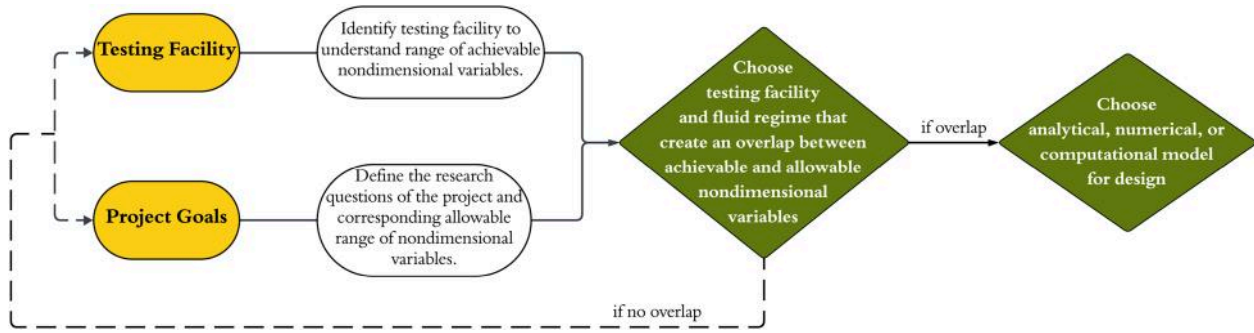 Testing Facility
Identify testing facility to
understand range of achievable
nondimensional variables.
Project Goals
Define the research
questions of the project and
corresponding allowable
range of nondimensional
variables.
Choose
testing facility
and fluid regime that
create an overlap between
achievable and allowable
nondimensional
variables
if overlap
Choose
analytical, numerical, or
computational model
for design
if no overlap